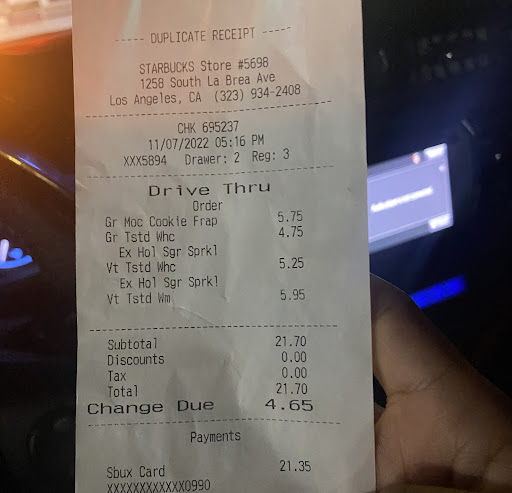 ----- DUPLICATE RECEIPT -----
STARBUCKS Store #5698
1258 South La Brea Ave
Los Angeles, CA (323) 934-2408
CHK 695237
11/07/2022 05:16 PM
XXX5894 Drawer: 2 Reg: 3
Drive Thru
Order
Gr Moc Cookie Frap 5.75
Gr Tstd Whc 4.75
Ex Hol Sgr Sprkl
Vt Tstd Whc 5.25
Ex Hol Sgr Sprkl
Vt Tstd Wm 5.95
Subtotal 21.70
Discounts 0.00
Tax 0.00
Total 21.70
Change Due 4.65
Payments
Sbux Card 21.35
XXXXXXXXXXXX0990